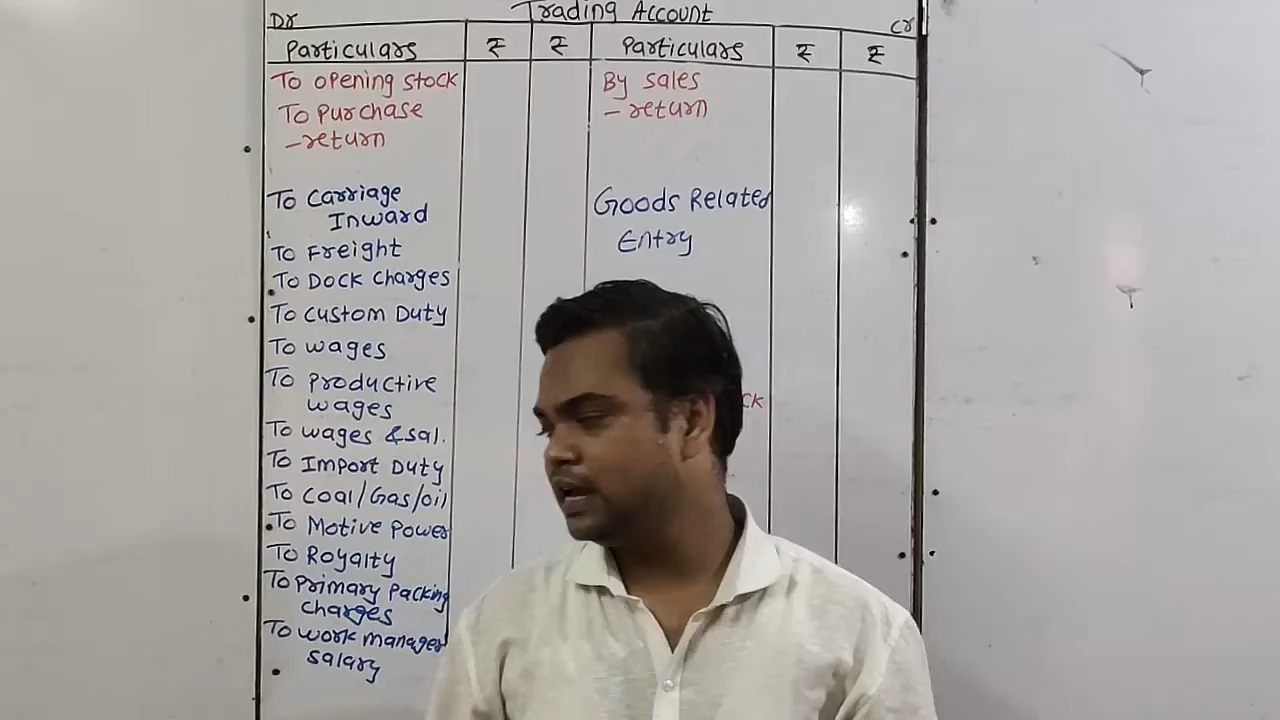 Trading Account
Dr
Cr
Particulars ₹ ₹ Particulars ₹ ₹
To opening stock
To Purchase
- return
To Carriage
Inward
To Freight
To Dock Charges
To Custom Duty
To wages
To Productive
wages
To wages & sal.
To Import Duty
To Coal/Gas/oil
To Motive Power
To Royalty
To Primary Packing
Charges
To work manager
salary
By sales
- return
Goods Related
Entry